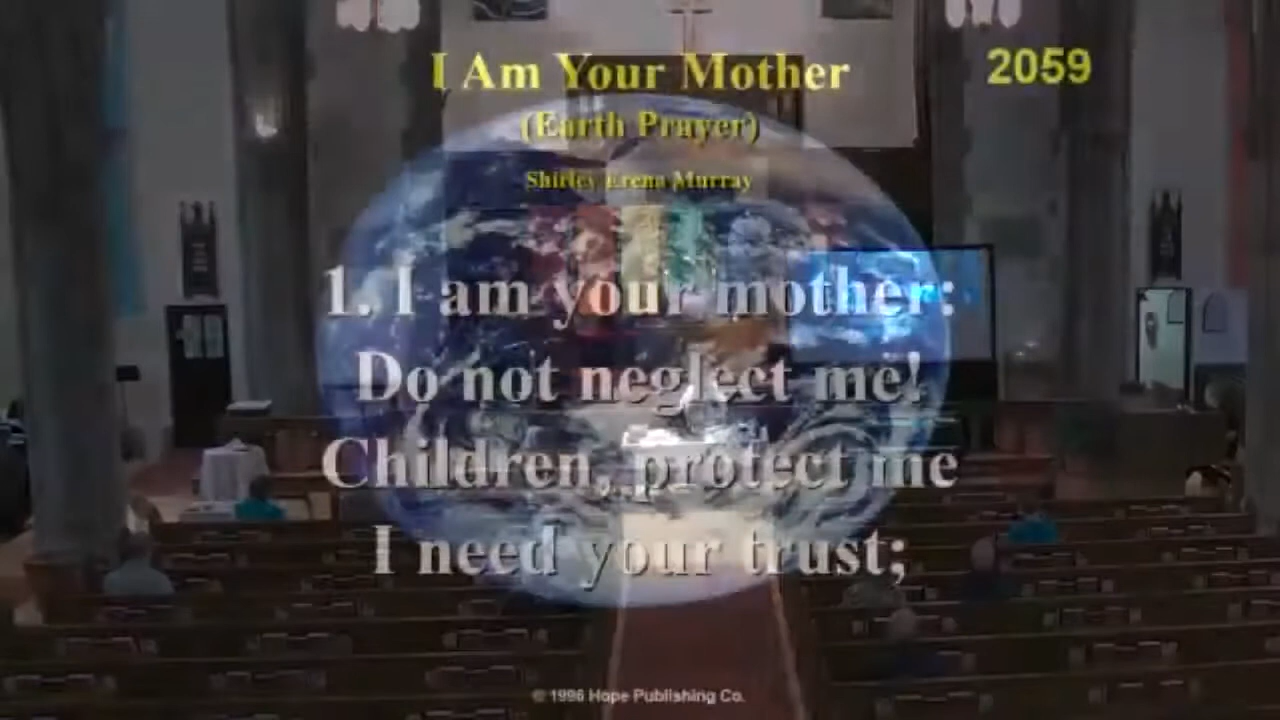 I Am Your Mother
2059
(Earth Prayer)
Shirley Erena Murray
1. I am your mother:
Do not neglect me!
Children, protect me
I need your trust;
© 1996 Hope Publishing Co.